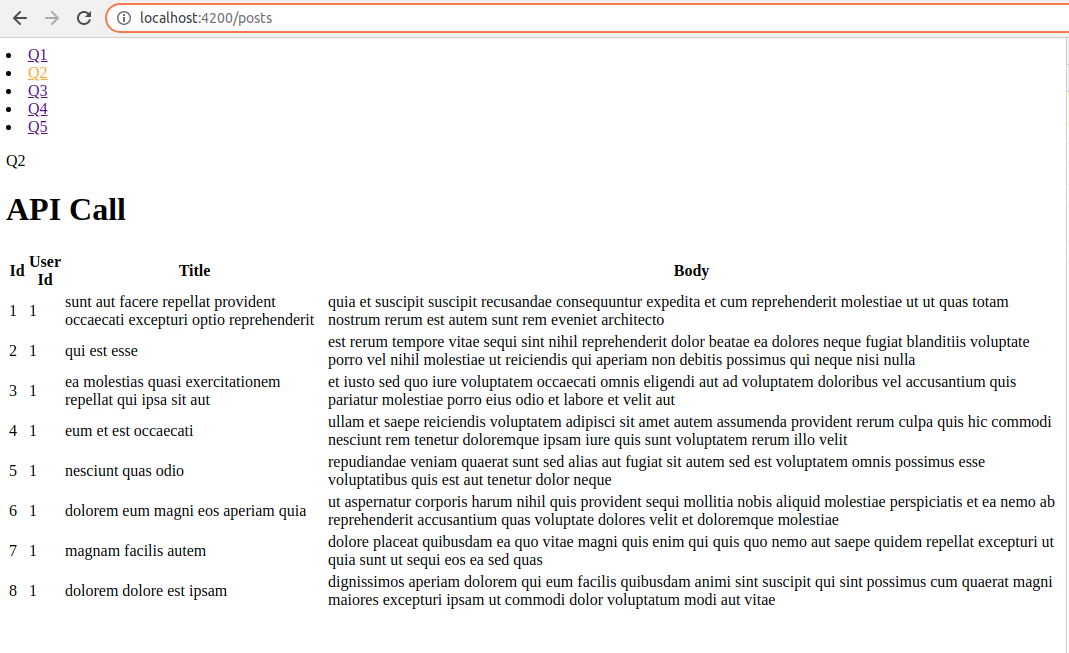 localhost:4200/posts
Q1
Q2
Q3
Q4
Q5
Q2
API Call
Id User Id Title Body
1 1 sunt aut facere repellat provident occaecati excepturi optio reprehenderit quia et suscipit suscipit recusandae consequuntur expedita et cum reprehenderit molestiae ut ut quas totam nostrum rerum est autem sunt rem eveniet architecto
2 1 qui est esse est rerum tempore vitae sequi sint nihil reprehenderit dolor beatae ea dolores neque fugiat blanditiis voluptate porro vel nihil molestiae ut reiciendis qui aperiam non debitis possimus qui neque nisi nulla
3 1 ea molestias quasi exercitationem repellat qui ipsa sit aut et iusto sed quo iure voluptatem occaecati omnis eligendi aut ad voluptatem doloribus vel accusantium quis pariatur molestiae porro eius odio et labore et velit aut
4 1 eum et est occaecati ullam et saepe reiciendis voluptatem adipisci sit amet autem assumenda provident rerum culpa quis hic commodi nesciunt rem tenetur doloremque ipsam iure quis sunt voluptatem rerum illo velit
5 1 nesciunt quas odio repudiandae veniam quaerat sunt sed alias aut fugiat sit autem sed est voluptatem omnis possimus esse voluptatibus quis est aut tenetur dolor neque
6 1 dolorem eum magni eos aperiam quia ut aspernatur corporis harum nihil quis provident sequi mollitia nobis aliquid molestiae perspiciatis et ea nemo ab reprehenderit accusantium quas voluptate dolores velit et doloremque molestiae
7 1 magnam facilis autem dolore placeat quibusdam ea quo vitae magni quis enim qui quis quo nemo aut saepe quidem repellat excepturi ut quia sunt ut sequi eos ea sed quas
8 1 dolorem dolore est ipsam dignissimos aperiam dolorem qui eum facilis quibusdam animi sint suscipit qui sint possimus cum quaerat magni maiores excepturi ipsam ut commodi dolor voluptatum modi aut vitae